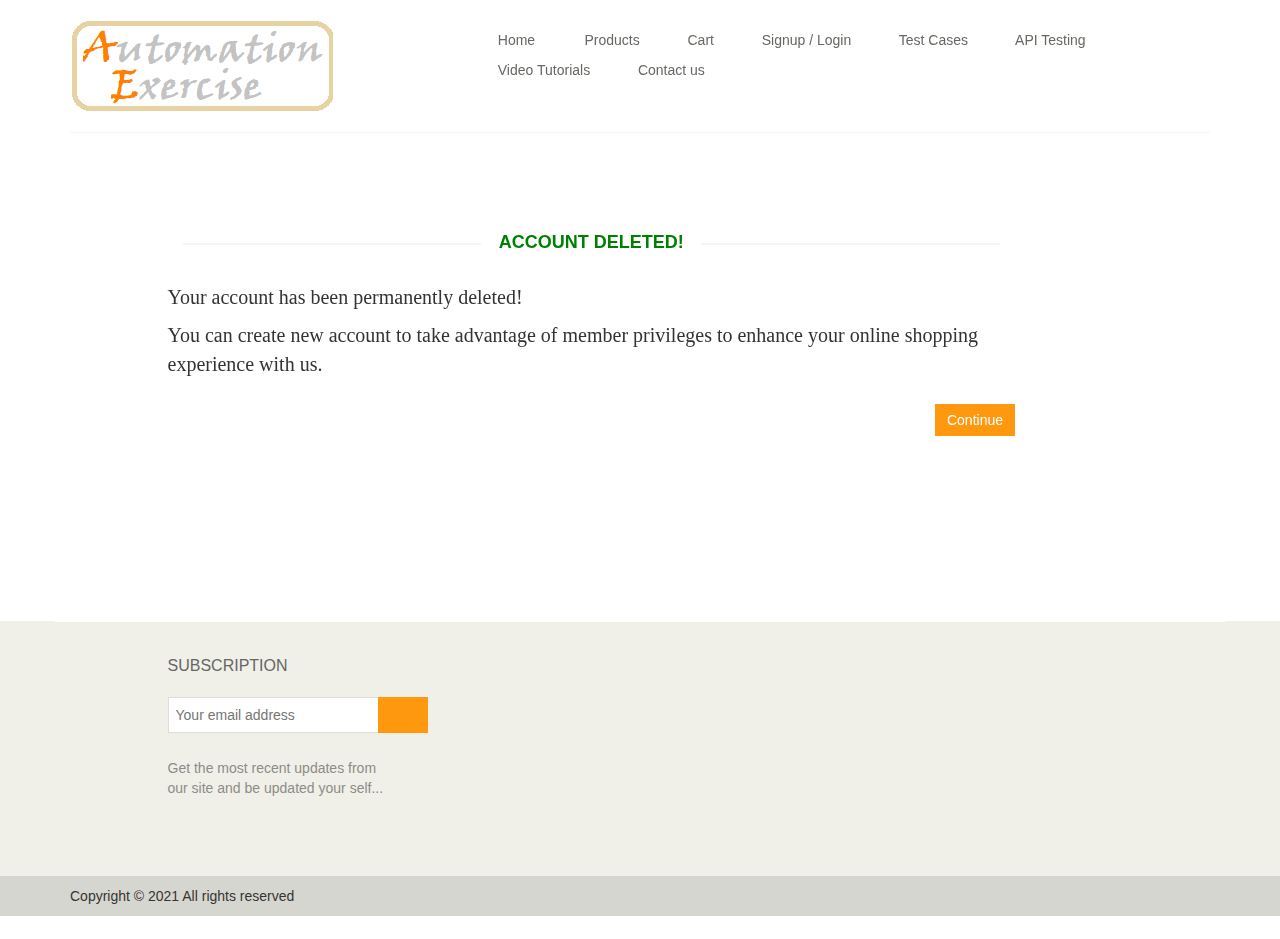 Automation
Exercise
Home Products Cart Signup / Login Test Cases API Testing
Video Tutorials Contact us
ACCOUNT DELETED!
Your account has been permanently deleted!
You can create new account to take advantage of member privileges to enhance your online shopping
experience with us.
Continue
SUBSCRIPTION
Your email address
Get the most recent updates from
our site and be updated your self...
Copyright © 2021 All rights reserved